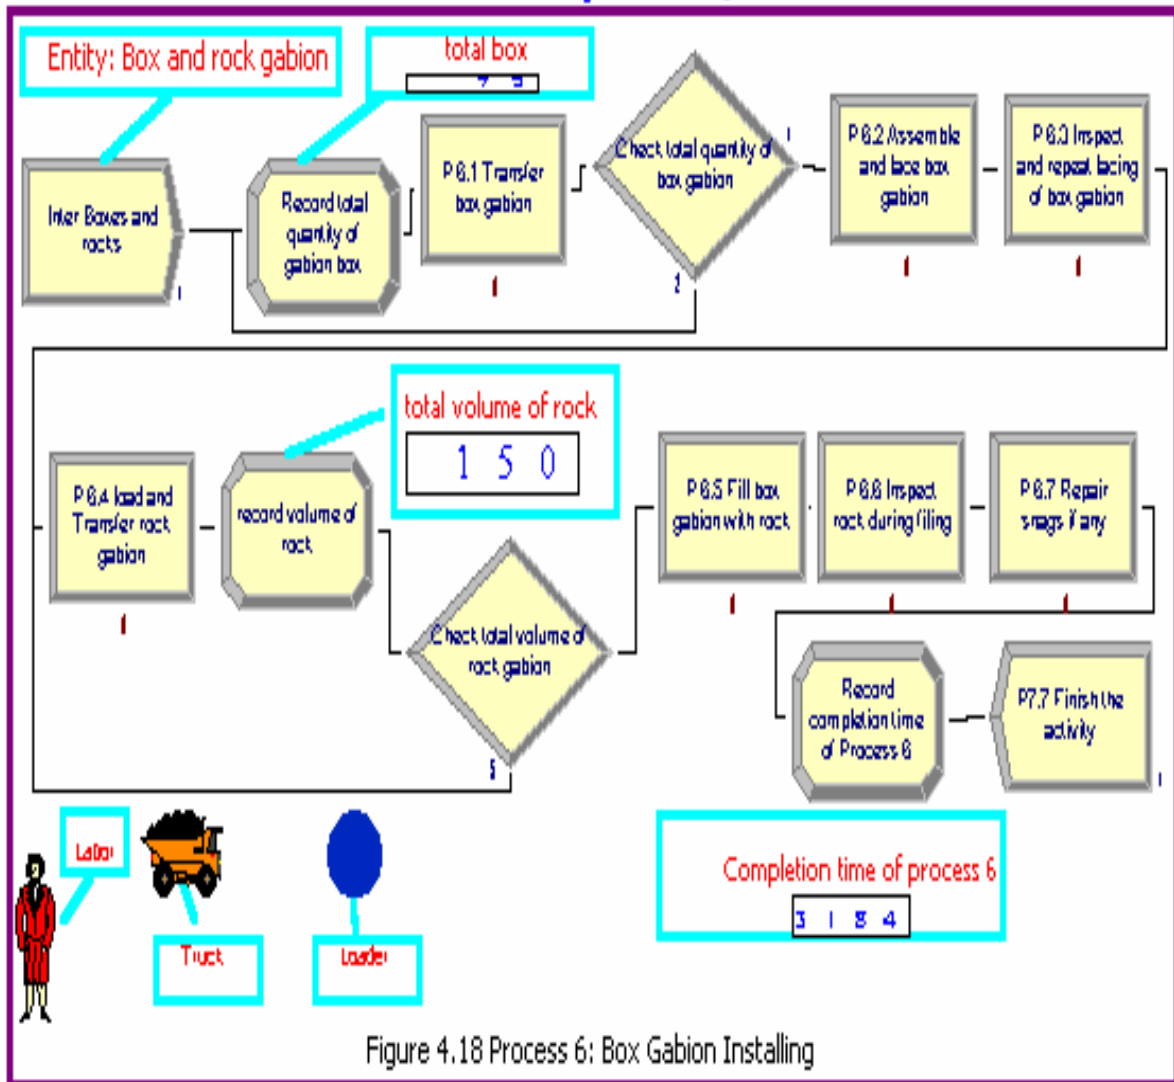 Entity: Box and rock gabion
total box
7 5
Inter Boxes and
rocks
1
Record total
quantity of
gabion box
P 6.1 Transfer
box gabion
Check total quantity of
box gabion
1
2
P 6.2 Assemble
and lace box
gabion
P 6.3 Inspect
and repeat lacing
of box gabion
total volume of rock
1 5 0
P 6.4 load and
Transfer rock
gabion
record volume of
rock
Check total volume of
rock gabion
5
P 6.5 Fill box
gabion with rock
P 6.6 Inspect
rock during filing
P 6.7 Repair
snags if any
Record
completion time
of Process 6
P7.7 Finish the
activity
Labor
Truck
Loader
Completion time of process 6
3 1 8 4
Figure 4.18 Process 6: Box Gabion Installing